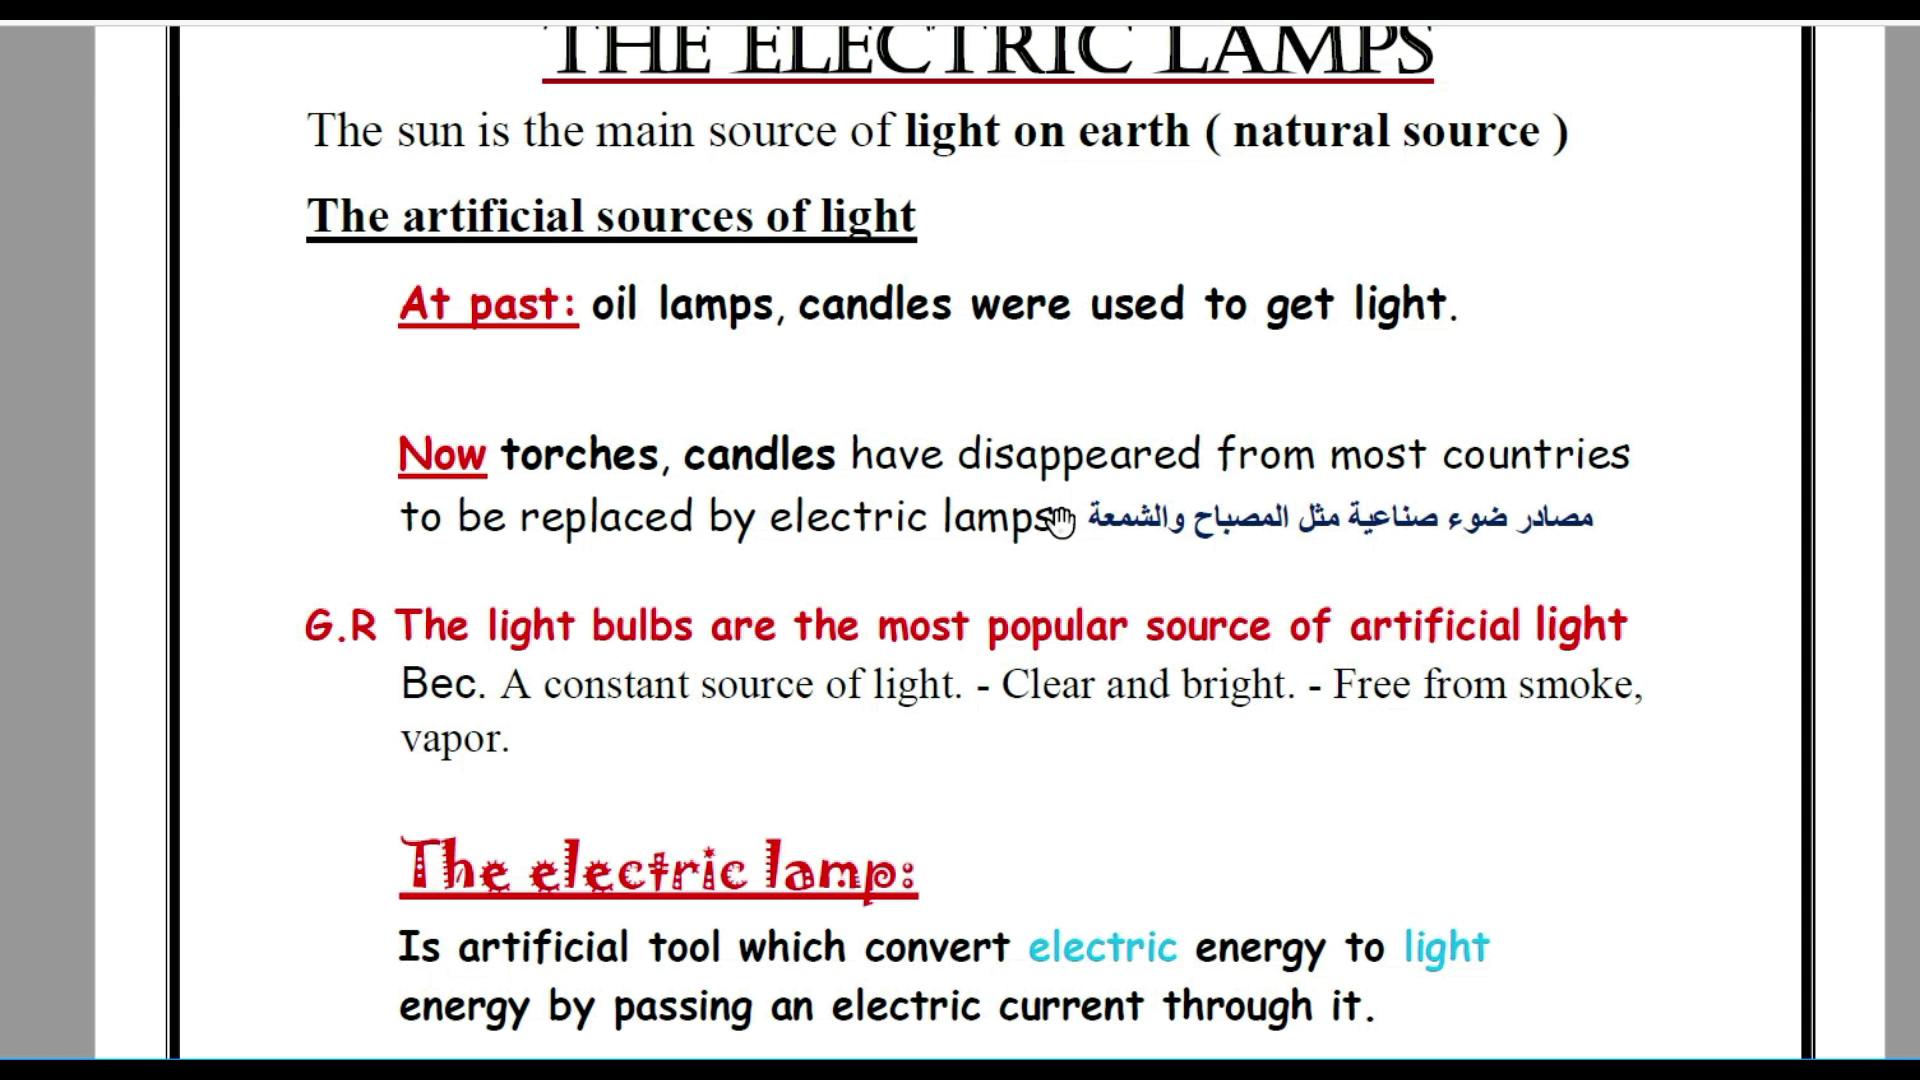 THE ELECTRIC LAMPS
The sun is the main source of light on earth ( natural source )
The artificial sources of light
At past: oil lamps, candles were used to get light.
Now torches, candles have disappeared from most countries
to be replaced by electric lamps مصادر ضوء صناعية مثل المصباح والشمعة
G.R The light bulbs are the most popular source of artificial light
Bec. A constant source of light. - Clear and bright. - Free from smoke,
vapor.
The electric lamp:
Is artificial tool which convert electric energy to light
energy by passing an electric current through it.